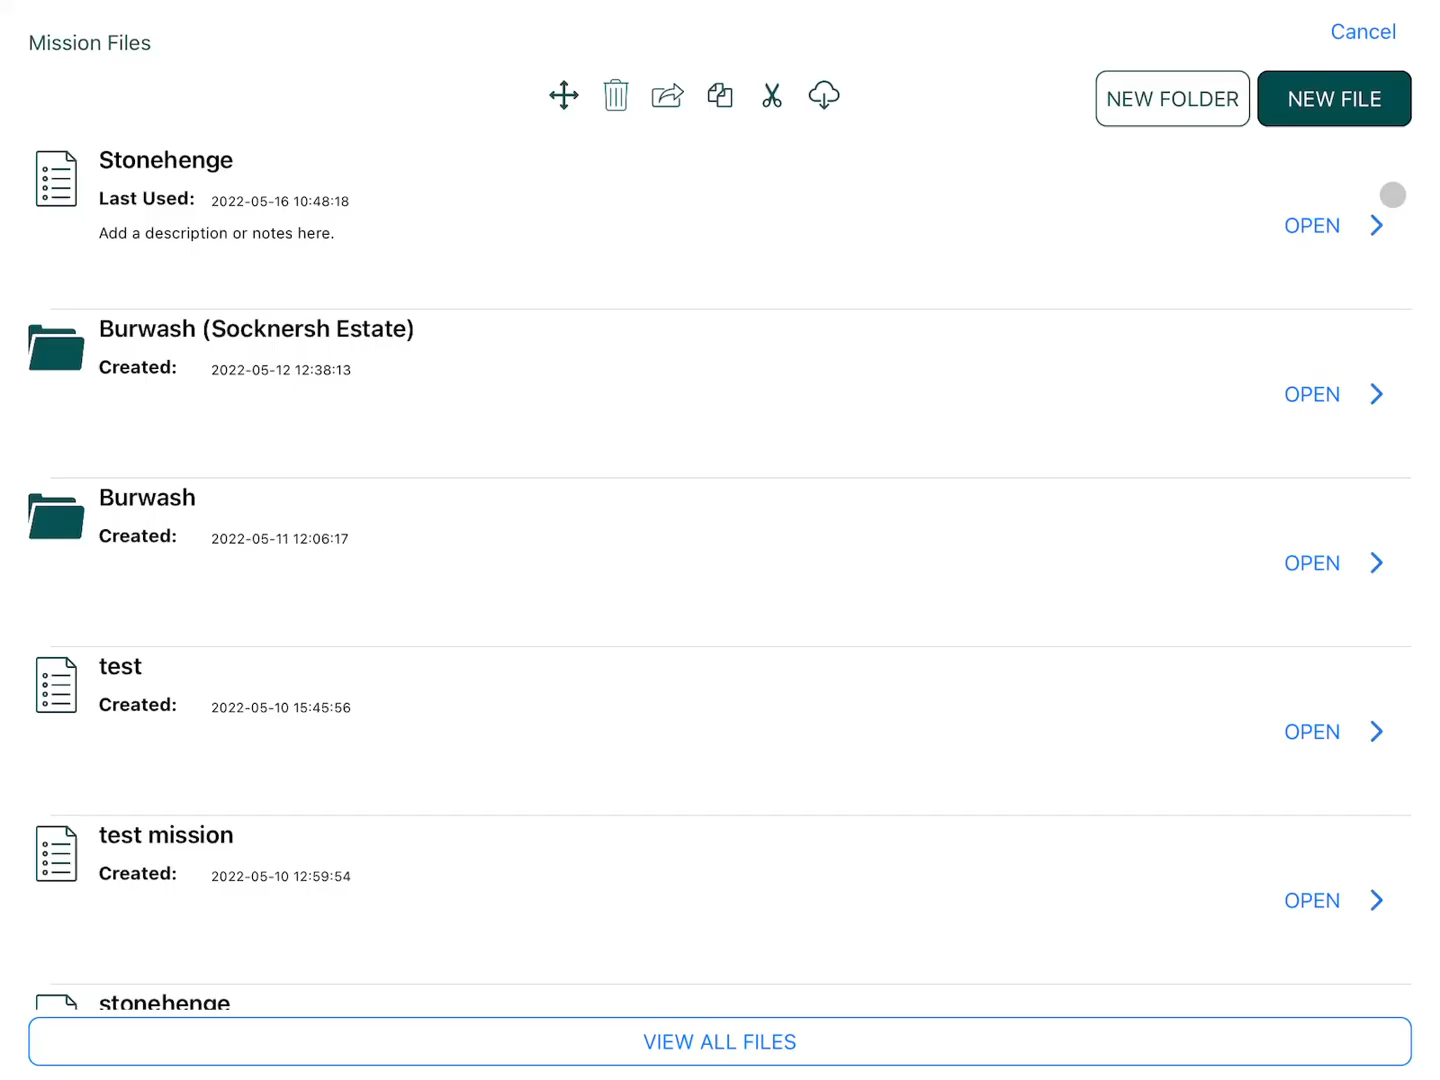 Cancel
Mission Files
NEW FOLDER
NEW FILE
Stonehenge
Last Used: 2022-05-16 10:48:18
Add a description or notes here.
OPEN
Burwash (Socknersh Estate)
Created: 2022-05-12 12:38:13
OPEN
Burwash
Created: 2022-05-11 12:06:17
OPEN
test
Created: 2022-05-10 15:45:56
OPEN
test mission
Created: 2022-05-10 12:59:54
OPEN
stonehenge
VIEW ALL FILES